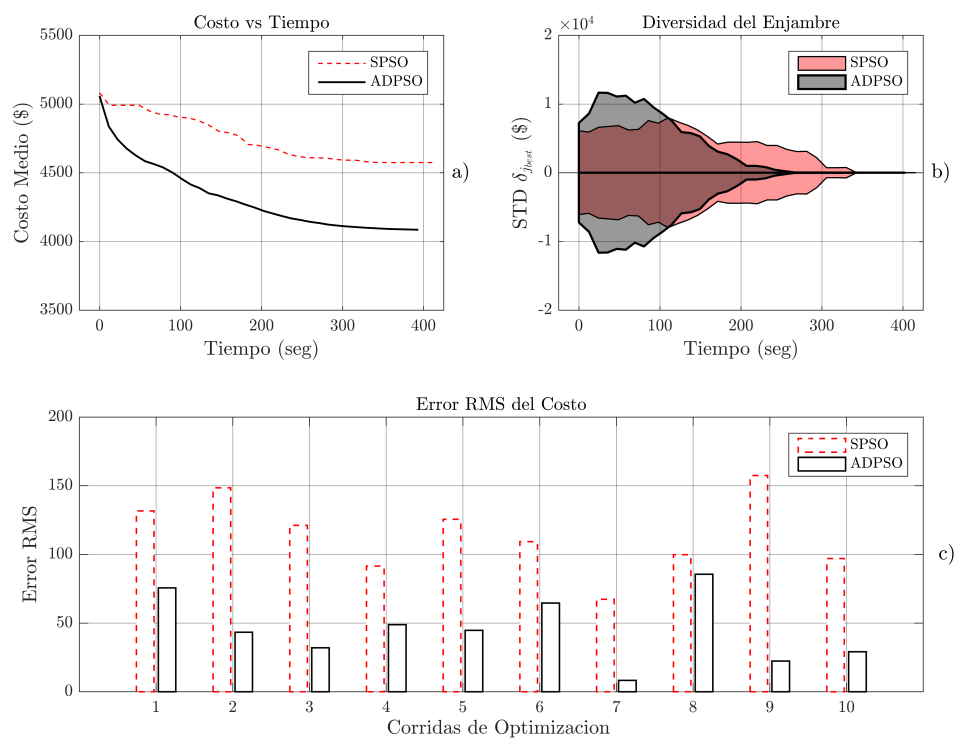 Costo vs Tiempo
5500
5000
4500
4000
3500
Costo Medio ($)
0 100 200 300 400
Tiempo (seg)
SPSO
ADPSO
a)
Diversidad del Enjambre
×10⁴
2
1
0
-1
-2
STD δ_{j_{best}} ($)
0 100 200 300 400
Tiempo (seg)
SPSO
ADPSO
b)
Error RMS del Costo
200
150
100
50
0
Error RMS
1 2 3 4 5 6 7 8 9 10
Corridas de Optimizacion
SPSO
ADPSO
c)